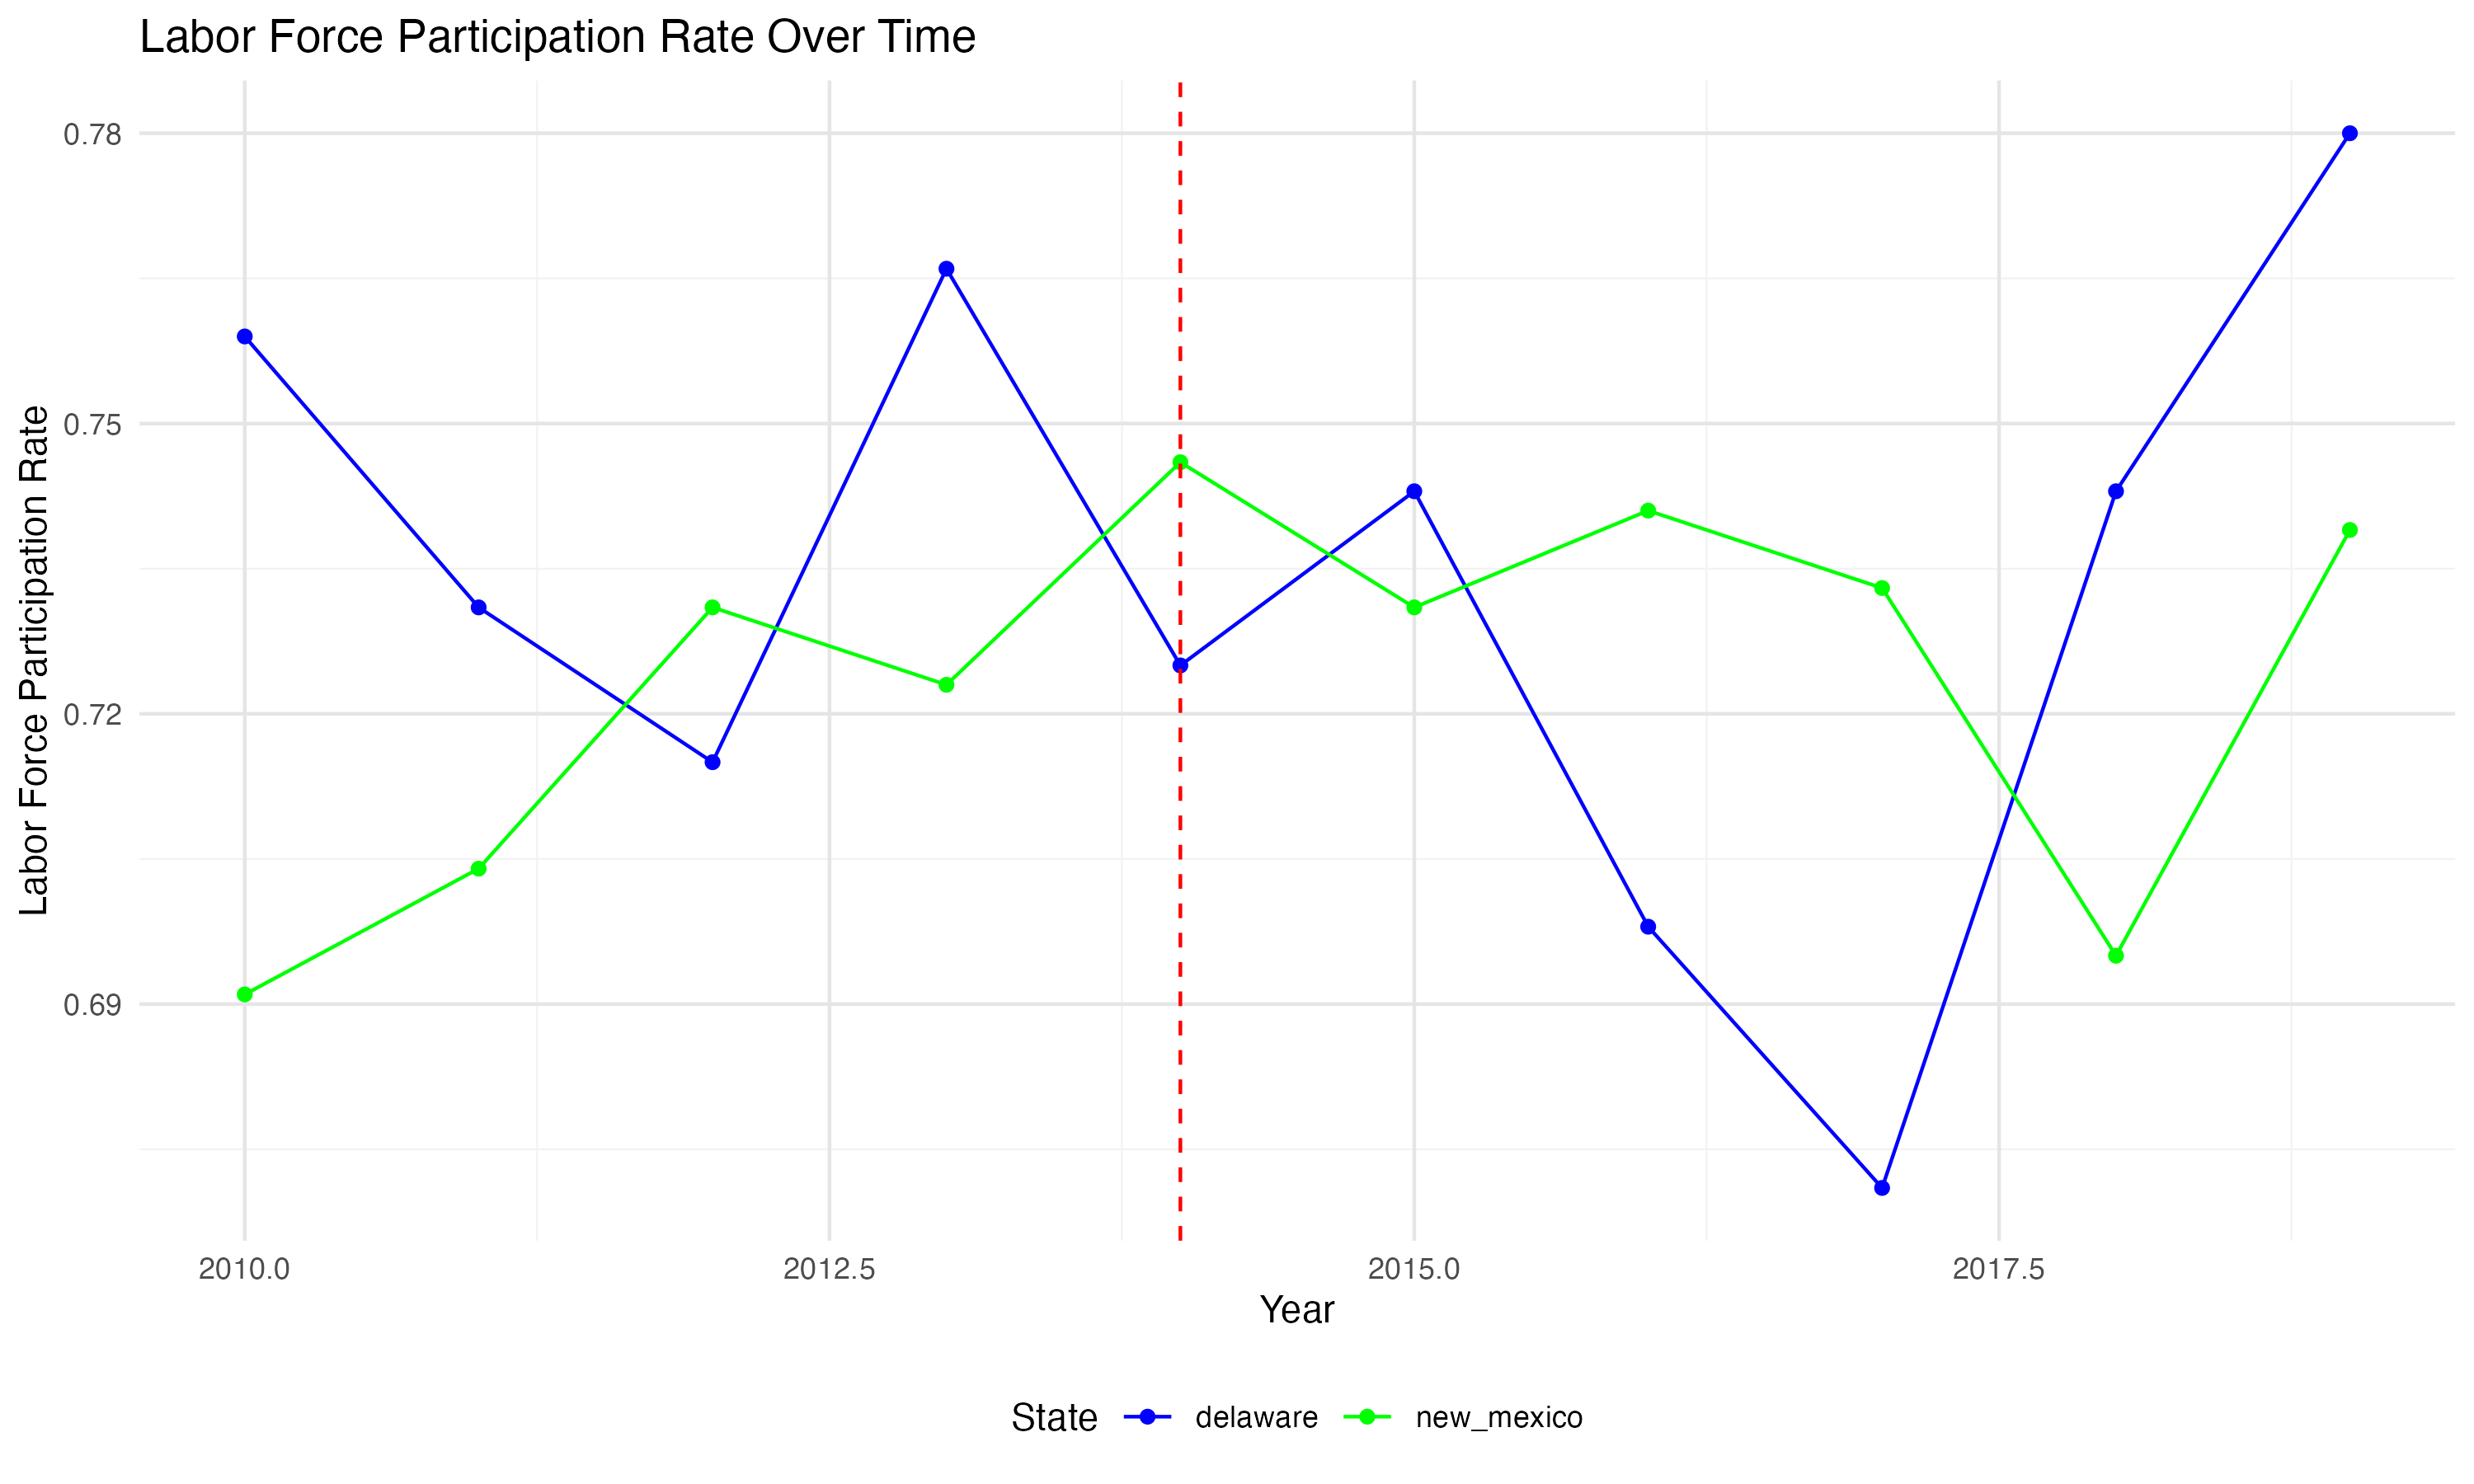 Labor Force Participation Rate Over Time
Labor Force Participation Rate
0.78
0.75
0.72
0.69
2010.0 2012.5 2015.0 2017.5
Year
State delaware new_mexico